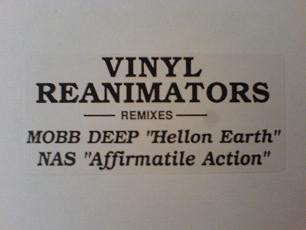 VINYL
REANIMATORS
REMIXES
MOBB DEEP "Hellon Earth"
NAS "Affirmatile Action"